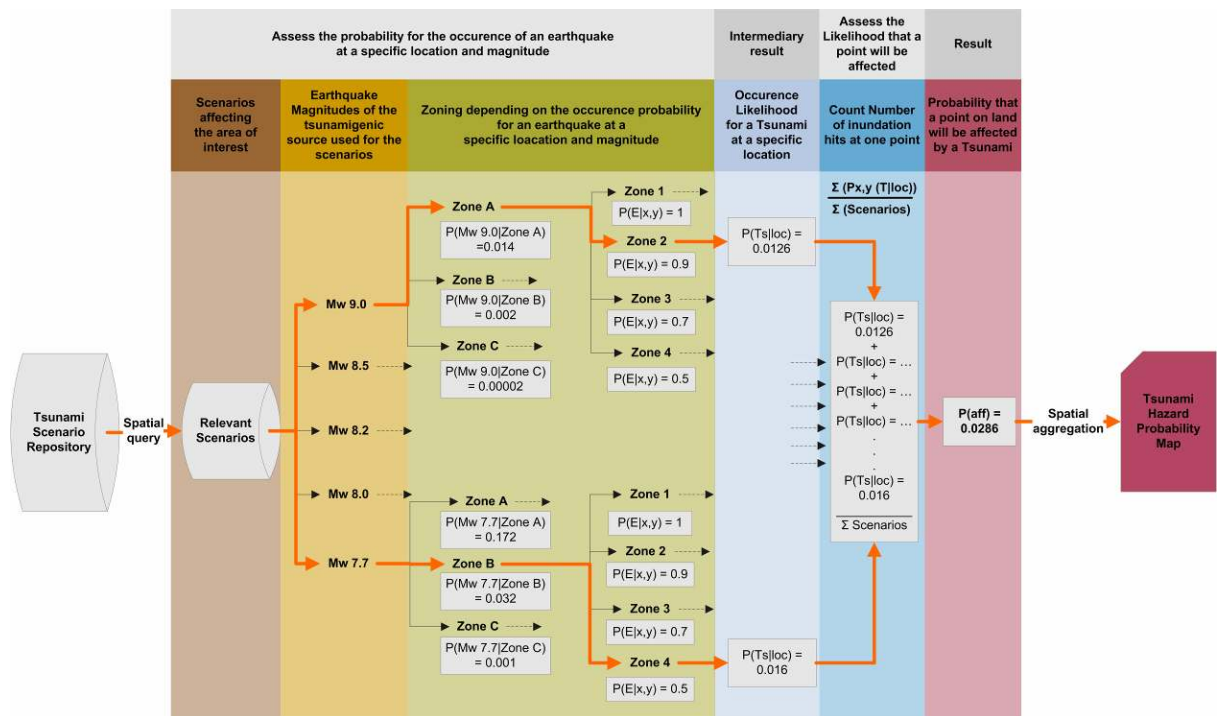 Assess the probability for the occurence of an earthquake
at a specific location and magnitude
Intermediary
result
Assess the
Likelihood that a
point will be
affected
Result
Scenarios
affecting
the area of
interest
Earthquake
Magnitudes of the
tsunamigenic
source used for the
scenarios
Zoning depending on the occurence probability
for an earthquake at a
specific loacation and magnitude
Occurence
Likelihood
for a Tsunami
at a specific
location
Count Number
of inundation
hits at one point
Probability that
a point on land
will be affected
by a Tsunami
Tsunami
Scenario
Repository
Spatial
query
Relevant
Scenarios
Mw 9.0
Mw 8.5
Mw 8.2
Mw 8.0
Mw 7.7
Zone A
P(Mw 9.0|Zone A)
=0.014
Zone B
P(Mw 9.0|Zone B)
= 0.002
Zone C
P(Mw 9.0|Zone C)
= 0.00002
Zone 1
P(E|x,y) = 1
Zone 2
P(E|x,y) = 0.9
Zone 3
P(E|x,y) = 0.7
Zone 4
P(E|x,y) = 0.5
Zone A
P(Mw 7.7|Zone A)
= 0.172
Zone B
P(Mw 7.7|Zone B)
= 0.032
Zone C
P(Mw 7.7|Zone C)
= 0.001
Zone 1
P(E|x,y) = 1
Zone 2
P(E|x,y) = 0.9
Zone 3
P(E|x,y) = 0.7
Zone 4
P(E|x,y) = 0.5
P(Ts|loc) =
0.0126
P(Ts|loc) =
0.016
Σ (Px,y (T|loc))
Σ (Scenarios)
P(Ts|loc) =
0.0126
+
P(Ts|loc) = ...
+
P(Ts|loc) = ...
+
P(Ts|loc) = ...
.
.
.
P(Ts|loc) =
0.016
Σ Scenarios
P(aff) =
0.0286
Spatial
aggregation
Tsunami
Hazard
Probability
Map